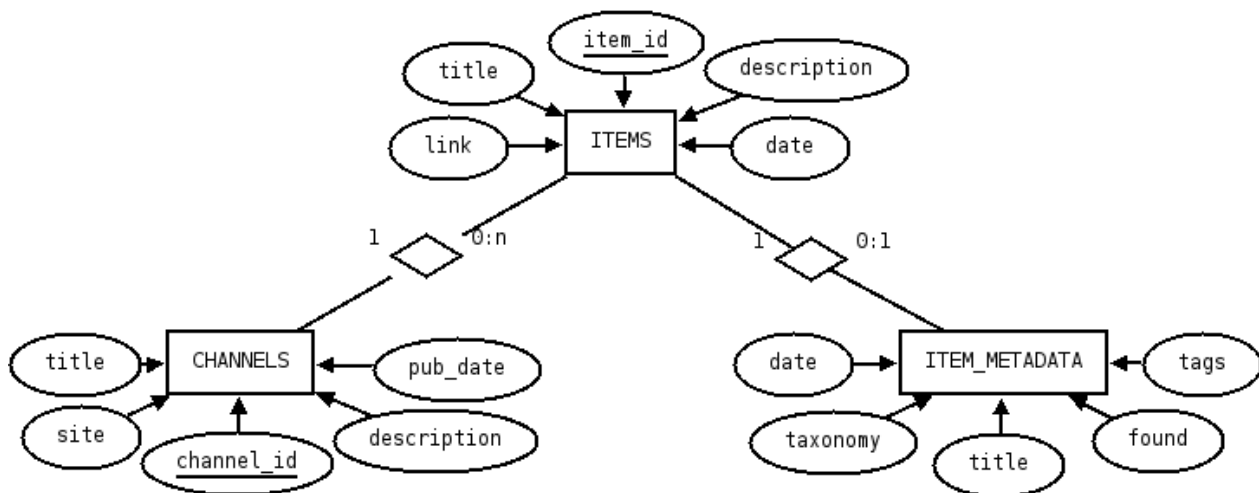 item_id
title
description
link
ITEMS
date
1
0:n
1
0:1
title
CHANNELS
pub_date
site
channel_id
description
date
ITEM_METADATA
tags
taxonomy
title
found